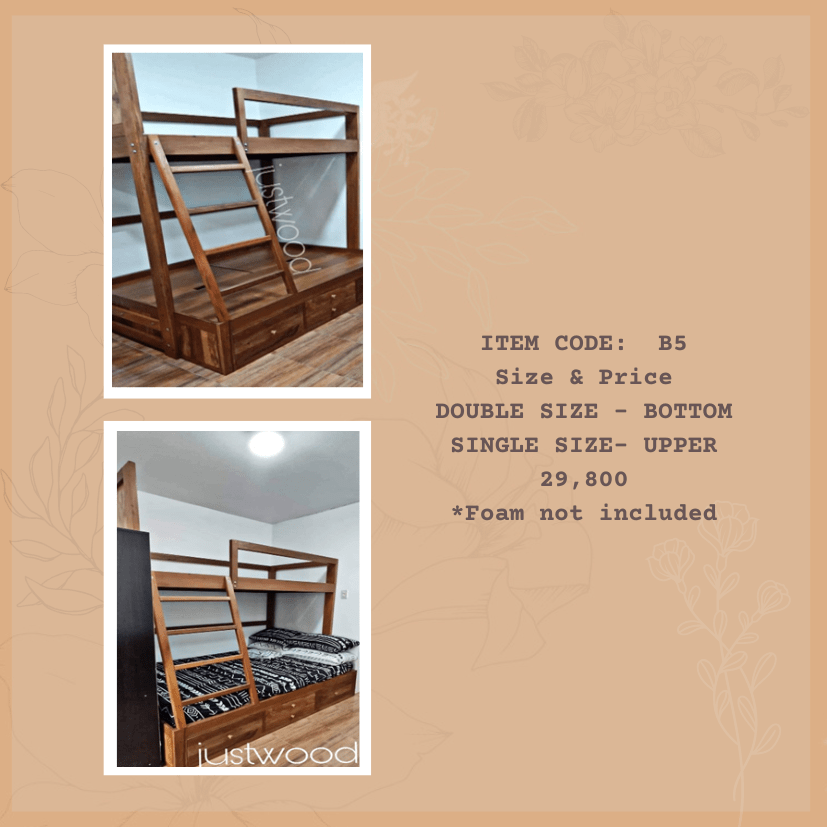 justwood
ITEM CODE:  B5
Size & Price
DOUBLE SIZE - BOTTOM
SINGLE SIZE- UPPER
29,800
*Foam not included
justwood